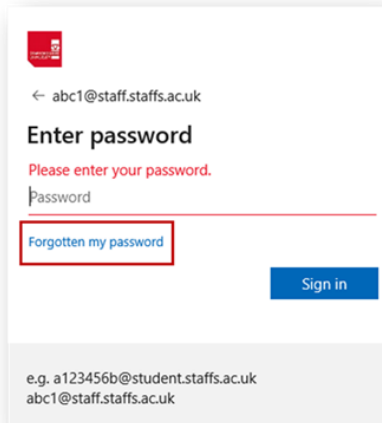 ← abc1@staff.staffs.ac.uk
Enter password
Please enter your password.
Password
Forgotten my password
Sign in
e.g. a123456b@student.staffs.ac.uk
abc1@staff.staffs.ac.uk